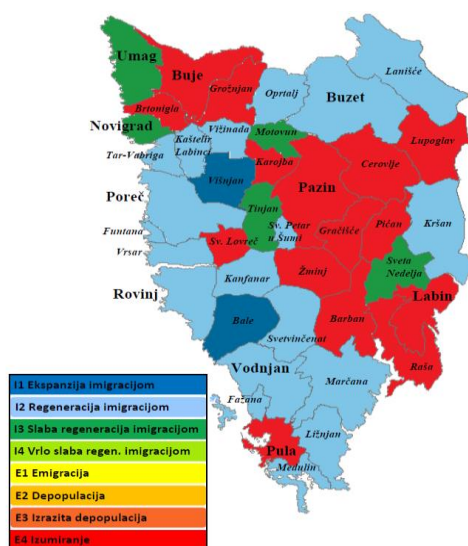 Umag
Buje
Grožnjan
Brtonigla
Novigrad
Oprtalj
Buzet
Lanišće
Lupoglav
Tar-Vabriga
Kaštelir
Labinci
Vižinada
Motovun
Karojba
Cerovlje
Višnjan
Pazin
Poreč
Tinjan
Sv. Petar
u Šumi
Gračišće
Pićan
Kršan
Funtana
Vrsar
Sv. Lovreč
Sveta
Nedelja
Žminj
Kanfanar
Rovinj
Labin
Bale
Barban
Svetvinčenat
Raša
Vodnjan
Marčana
Fažana
Ližnjan
Pula
Medulin
I1 Ekspanzija imigracijom
I2 Regeneracija imigracijom
I3 Slaba regeneracija imigracijom
I4 Vrlo slaba regen. imigracijom
E1 Emigracija
E2 Depopulacija
E3 Izrazita depopulacija
E4 Izumiranje